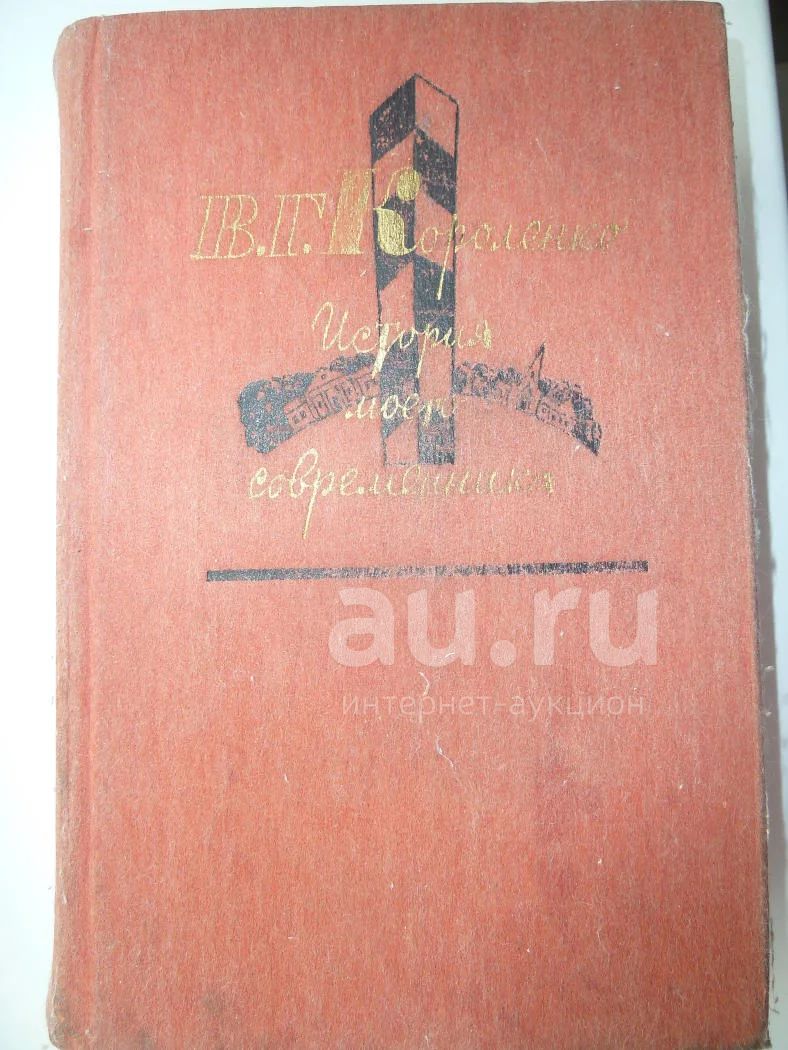 В.Г. Короленко
История
моего
современника
au.ru
интернет-аукцион